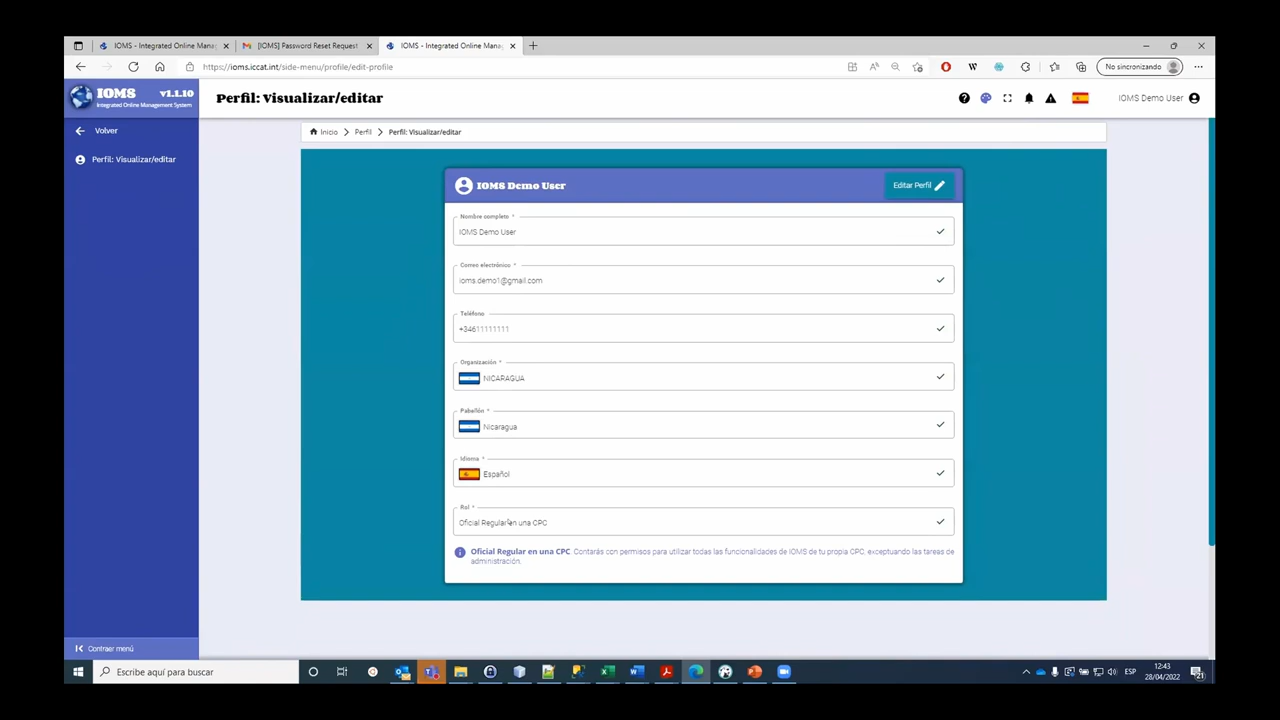 IOMS - Integrated Online Mana
[IOMS] Password Reset Request
IOMS - Integrated Online Mana
https://ioms.iccat.int/side-menu/profile/edit-profile
No sincronizando
IOMS v1.1.10
Integrated Online Management System
Perfil: Visualizar/editar
IOMS Demo User
Volver
Perfil: Visualizar/editar
Inicio > Perfil > Perfil: Visualizar/editar
IOMS Demo User
Editar Perfil
Nombre completo *
IOMS Demo User
Correo electrónico *
ioms.demo1@gmail.com
Teléfono
+34611111111
Organización *
NICARAGUA
Pabellón *
Nicaragua
Idioma *
Español
Rol *
Oficial Regular en una CPC
Oficial Regular en una CPC Contarás con permisos para utilizar todas las funcionalidades de IOMS de tu propia CPC, exceptuando las tareas de
administración.
Contraer menú
Escribe aquí para buscar
ESP
12:43
28/04/2022
21